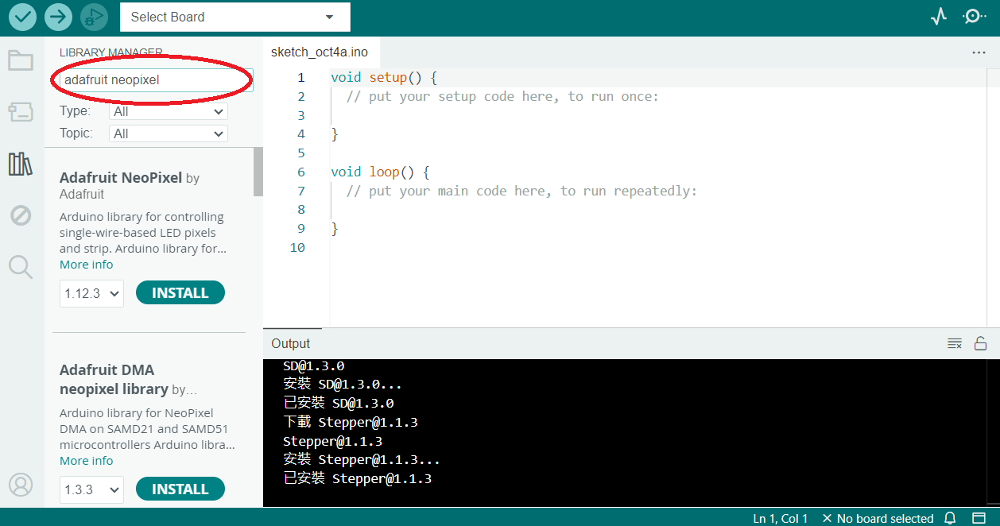 Select Board
LIBRARY MANAGER
adafruit neopixel
Type: All
Topic: All
Adafruit NeoPixel by
Adafruit
Arduino library for controlling
single-wire-based LED pixels
and strip. Arduino library for...
More info
1.12.3 INSTALL
Adafruit DMA
neopixel library by...
Arduino library for NeoPixel
DMA on SAMD21 and SAMD51
microcontrollers Arduino libra...
More info
1.3.3 INSTALL
sketch_oct4a.ino
1 void setup() {
2 // put your setup code here, to run once:
3
4 }
5
6 void loop() {
7 // put your main code here, to run repeatedly:
8
9 }
10
Output
SD@1.3.0
安裝 SD@1.3.0...
已安裝 SD@1.3.0
下載 Stepper@1.1.3
Stepper@1.1.3
安裝 Stepper@1.1.3...
已安裝 Stepper@1.1.3
Ln 1, Col 1 No board selected